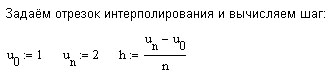 Задаём отрезок интерполирования и вычисляем шаг:
u₀ := 1 uₙ := 2 h := (uₙ − u₀) / n